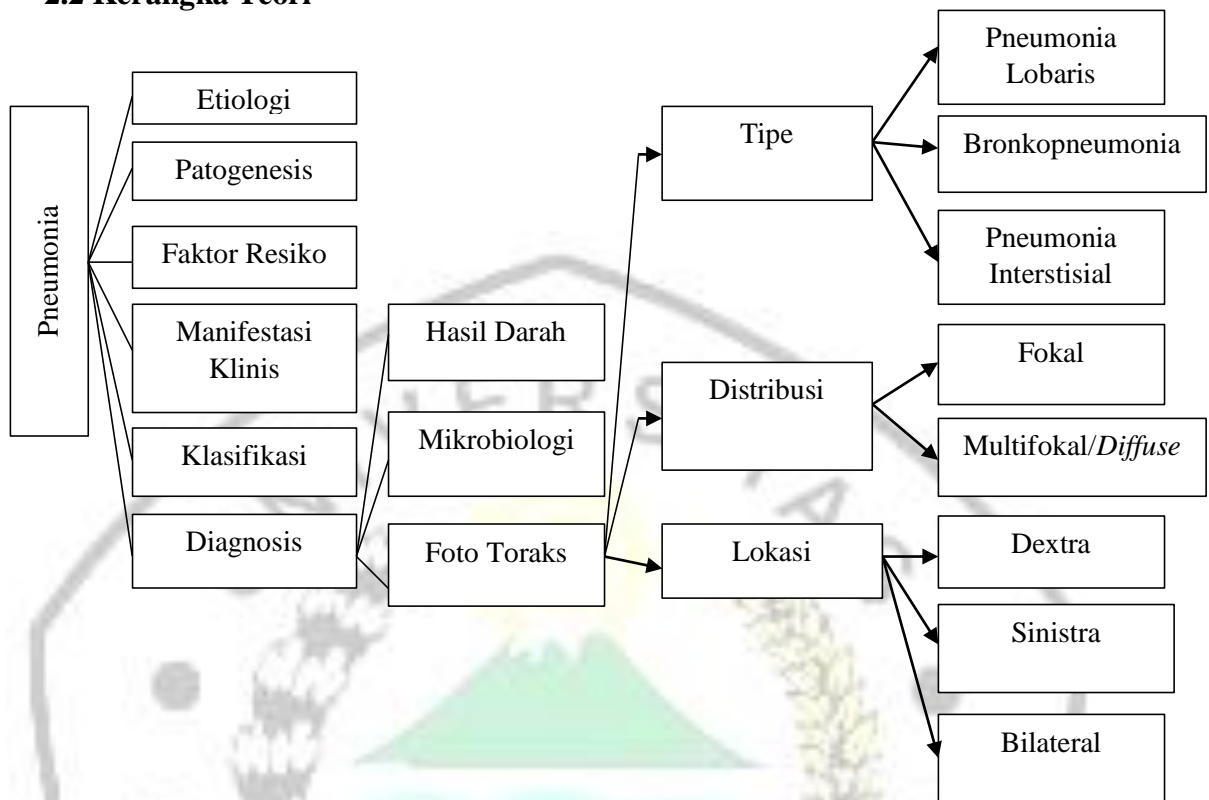 2.2 Kerangka Teori
Pneumonia
Etiologi
Patogenesis
Faktor Resiko
Manifestasi
Klinis
Klasifikasi
Diagnosis
Hasil Darah
Mikrobiologi
Foto Toraks
Tipe
Distribusi
Lokasi
Pneumonia
Lobaris
Bronkopneumonia
Pneumonia
Interstisial
Fokal
Multifokal/Diffuse
Dextra
Sinistra
Bilateral